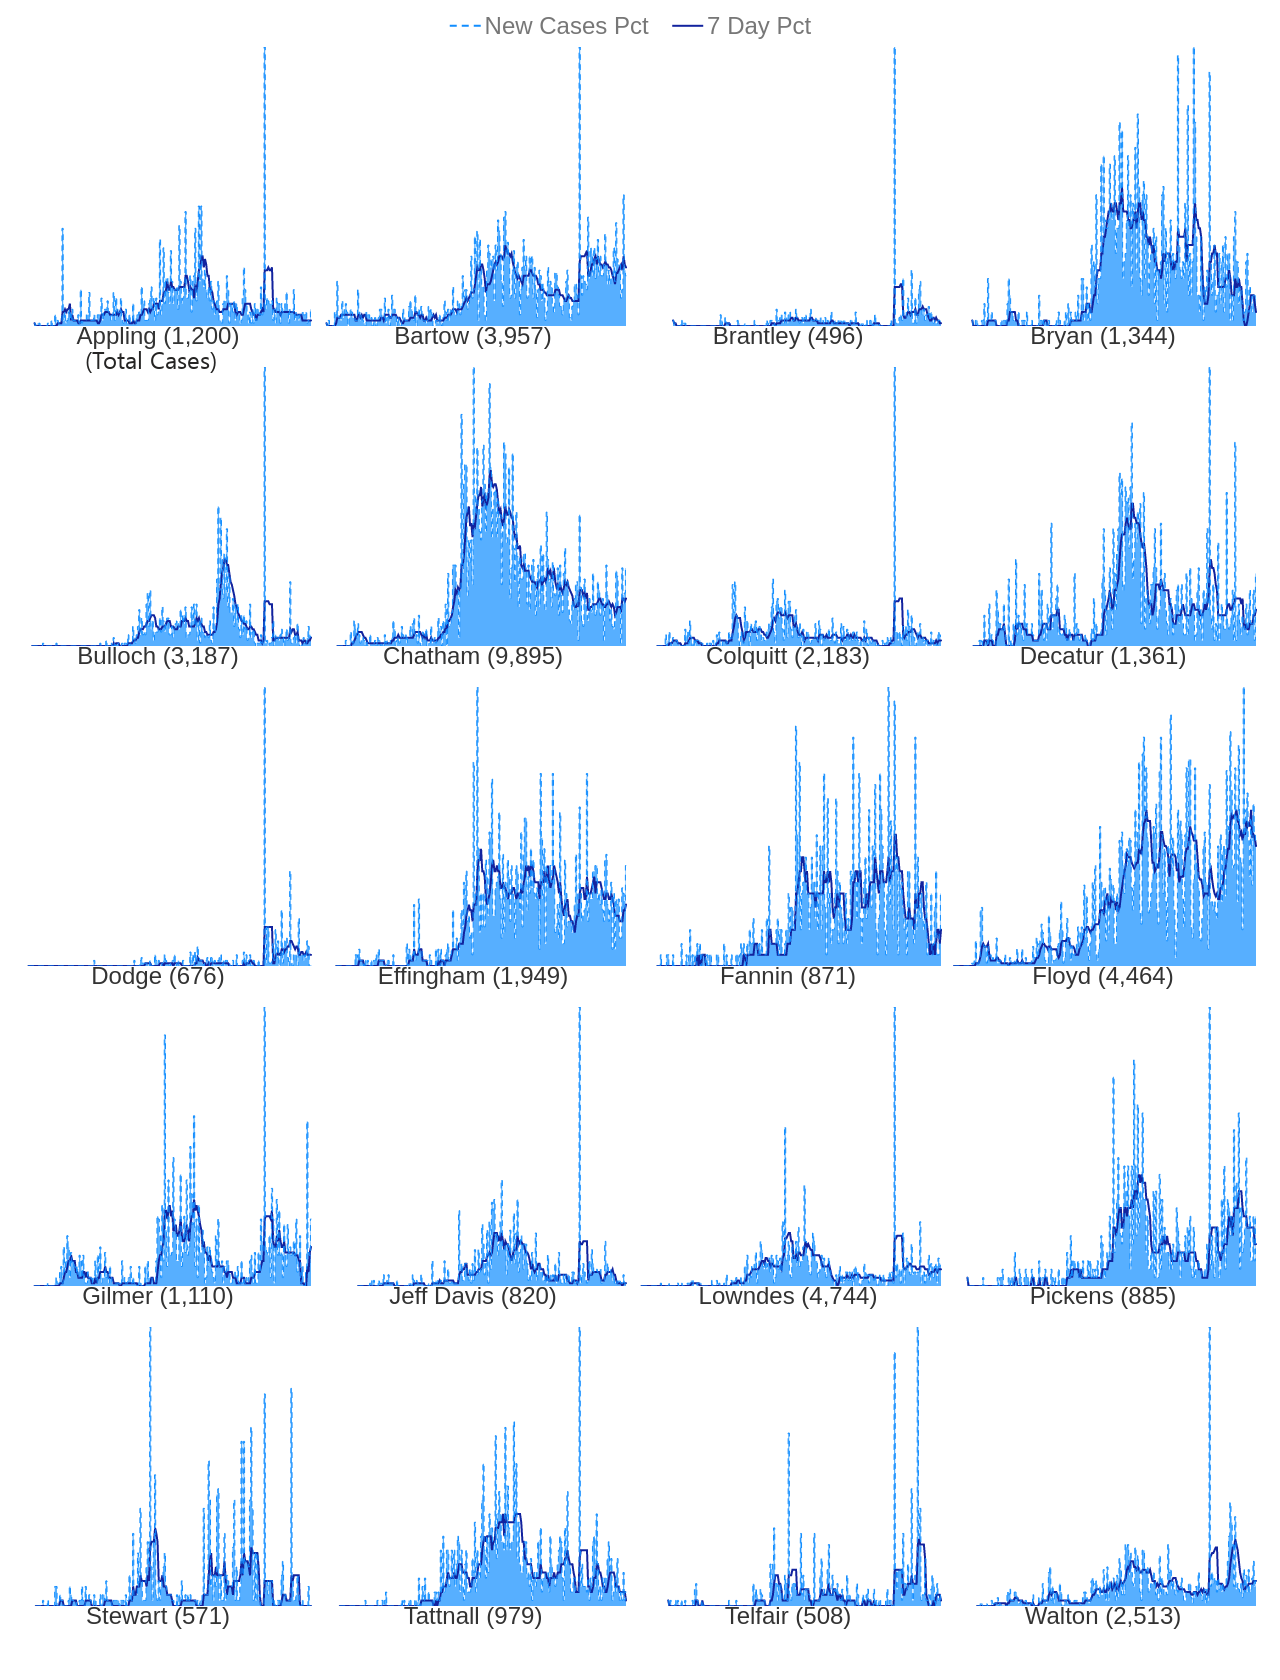 New Cases Pct 7 Day Pct
Appling (1,200) Bartow (3,957) Brantley (496) Bryan (1,344)
(Total Cases)
Bulloch (3,187) Chatham (9,895) Colquitt (2,183) Decatur (1,361)
Dodge (676) Effingham (1,949) Fannin (871) Floyd (4,464)
Gilmer (1,110) Jeff Davis (820) Lowndes (4,744) Pickens (885)
Stewart (571) Tattnall (979) Telfair (508) Walton (2,513)